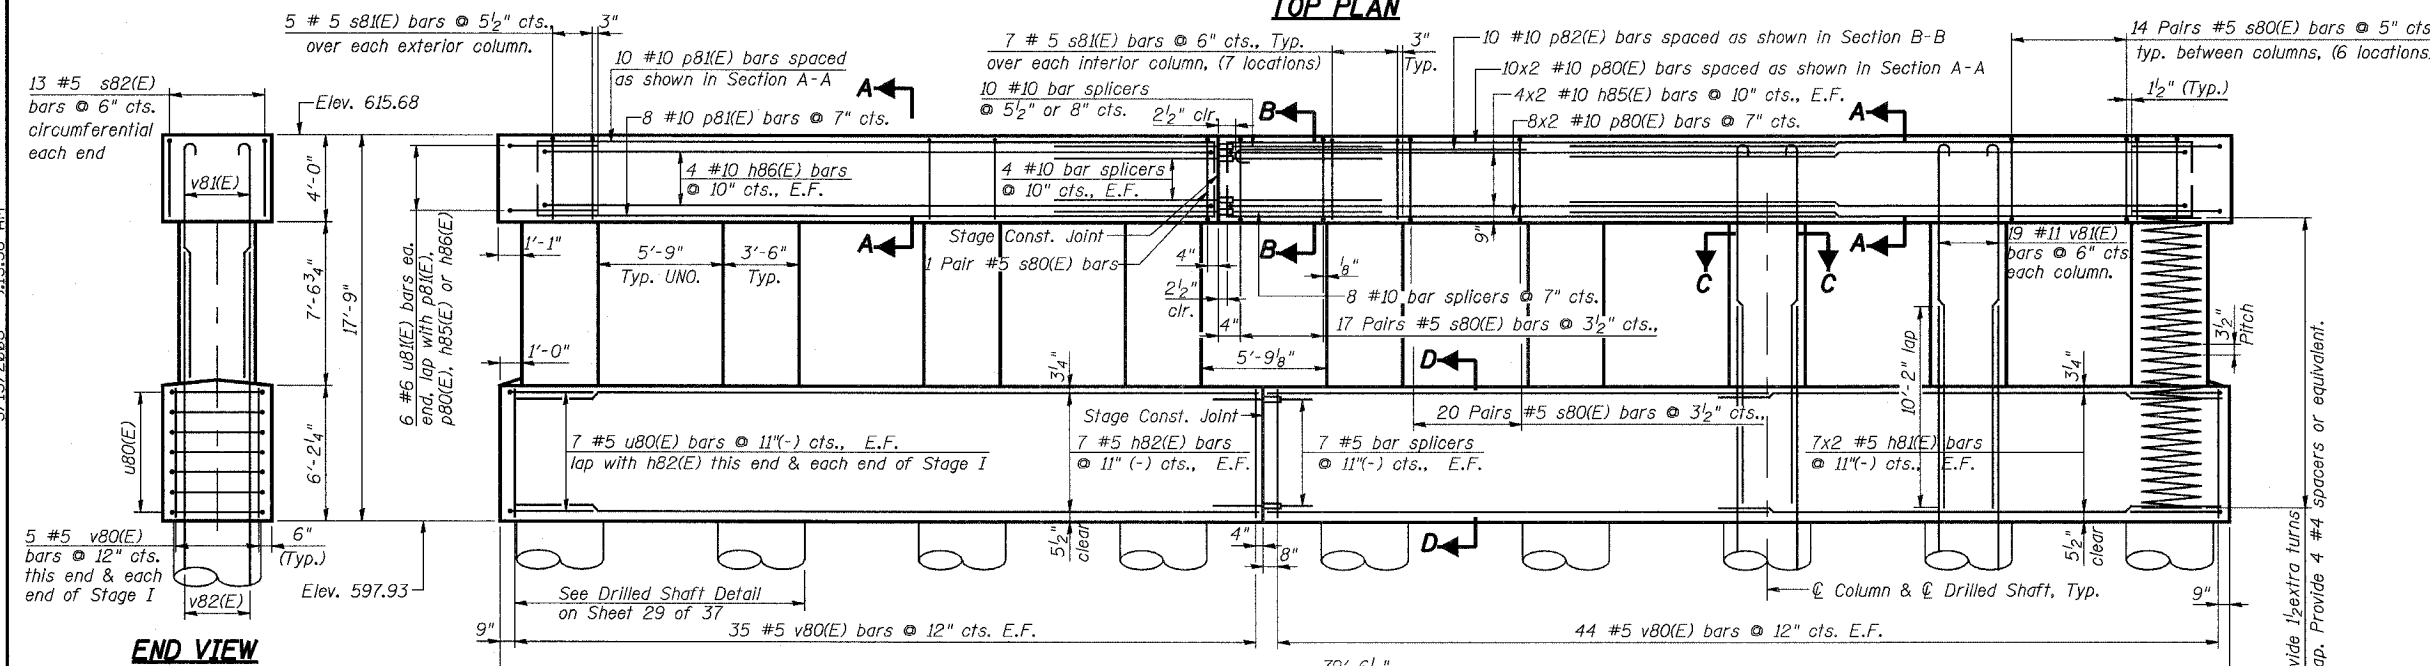 TOP PLAN
5 # 5 s81(E) bars @ 5½" cts.,
over each exterior column.
3"
10 #10 p81(E) bars spaced
as shown in Section A-A
7 # 5 s81(E) bars @ 6" cts., Typ.
over each interior column, (7 locations)
3"
Typ.
10 #10 p82(E) bars spaced as shown in Section B-B
10x2 #10 p80(E) bars spaced as shown in Section A-A
4x2 #10 h85(E) bars @ 10" cts., E.F.
8x2 #10 p80(E) bars @ 7" cts.
14 Pairs #5 s80(E) bars @ 5" cts
typ. between columns, (6 locations
1½" (Typ.)
13 #5 s82(E)
bars @ 6" cts.
circumferential
each end
Elev. 615.68
8 #10 p81(E) bars @ 7" cts.
10 #10 bar splicers
@ 5½" or 8" cts.
2½" clr.
A
B
A
v81(E)
4'-0"
4 #10 h86(E) bars
@ 10" cts., E.F.
4 #10 bar splicers
@ 10" cts., E.F.
7'-6¾"
17'-9"
6 #6 u81(E) bars ea.
end, lap with p81(E),
p80(E), h85(E) or h86(E)
1'-1"
5'-9"
Typ. UNO.
3'-6"
Typ.
A
Stage Const. Joint
1 Pair #5 s80(E) bars
4"
2½"
clr.
4"
B
⅛"
9"
8 #10 bar splicers @ 7" cts.
17 Pairs #5 s80(E) bars @ 3½" cts.,
C
C
A
19 #11 v81(E)
bars @ 6" cts
each column.
3½"
Pitch
1'-0"
5'-9⅛"
3¼"
D
10'-2" lap
3¼"
u80(E)
6'-2¼"
Stage Const. Joint
20 Pairs #5 s80(E) bars @ 3½" cts.,
7 #5 u80(E) bars @ 11"(-) cts., E.F.
lap with h82(E) this end & each end of Stage I
7 #5 h82(E) bars
@ 11" (-) cts., E.F.
7 #5 bar splicers
@ 11"(-) cts., E.F.
7x2 #5 h81(E) bars
@ 11"(-) cts., E.F.
5 #5 v80(E)
bars @ 12" cts.
this end & each
end of Stage I
6"
(Typ.)
v82(E)
Elev. 597.93
5½"
clear
4"
8"
D
5½"
clear
See Drilled Shaft Detail
on Sheet 29 of 37
℄ Column & ℄ Drilled Shaft, Typ.
9"
9"
35 #5 v80(E) bars @ 12" cts. E.F.
44 #5 v80(E) bars @ 12" cts. E.F.
END VIEW
vide 1½extra turns
ap. Provide 4 #4 spacers or equivalent.